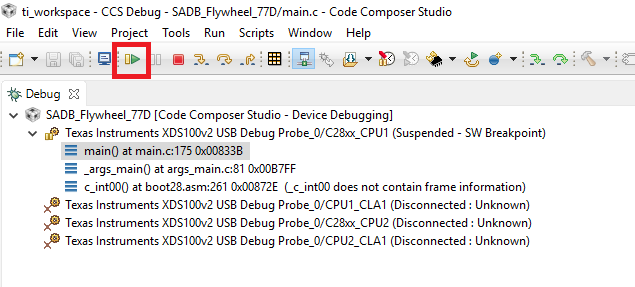 ti_workspace - CCS Debug - SADB_Flywheel_77D/main.c - Code Composer Studio
File Edit View Project Tools Run Scripts Window Help
Debug
SADB_Flywheel_77D [Code Composer Studio - Device Debugging]
Texas Instruments XDS100v2 USB Debug Probe_0/C28xx_CPU1 (Suspended - SW Breakpoint)
main() at main.c:175 0x00833B
_args_main() at args_main.c:81 0x00B7FF
c_int00() at boot28.asm:261 0x00872E (_c_int00 does not contain frame information)
Texas Instruments XDS100v2 USB Debug Probe_0/CPU1_CLA1 (Disconnected : Unknown)
Texas Instruments XDS100v2 USB Debug Probe_0/C28xx_CPU2 (Disconnected : Unknown)
Texas Instruments XDS100v2 USB Debug Probe_0/CPU2_CLA1 (Disconnected : Unknown)